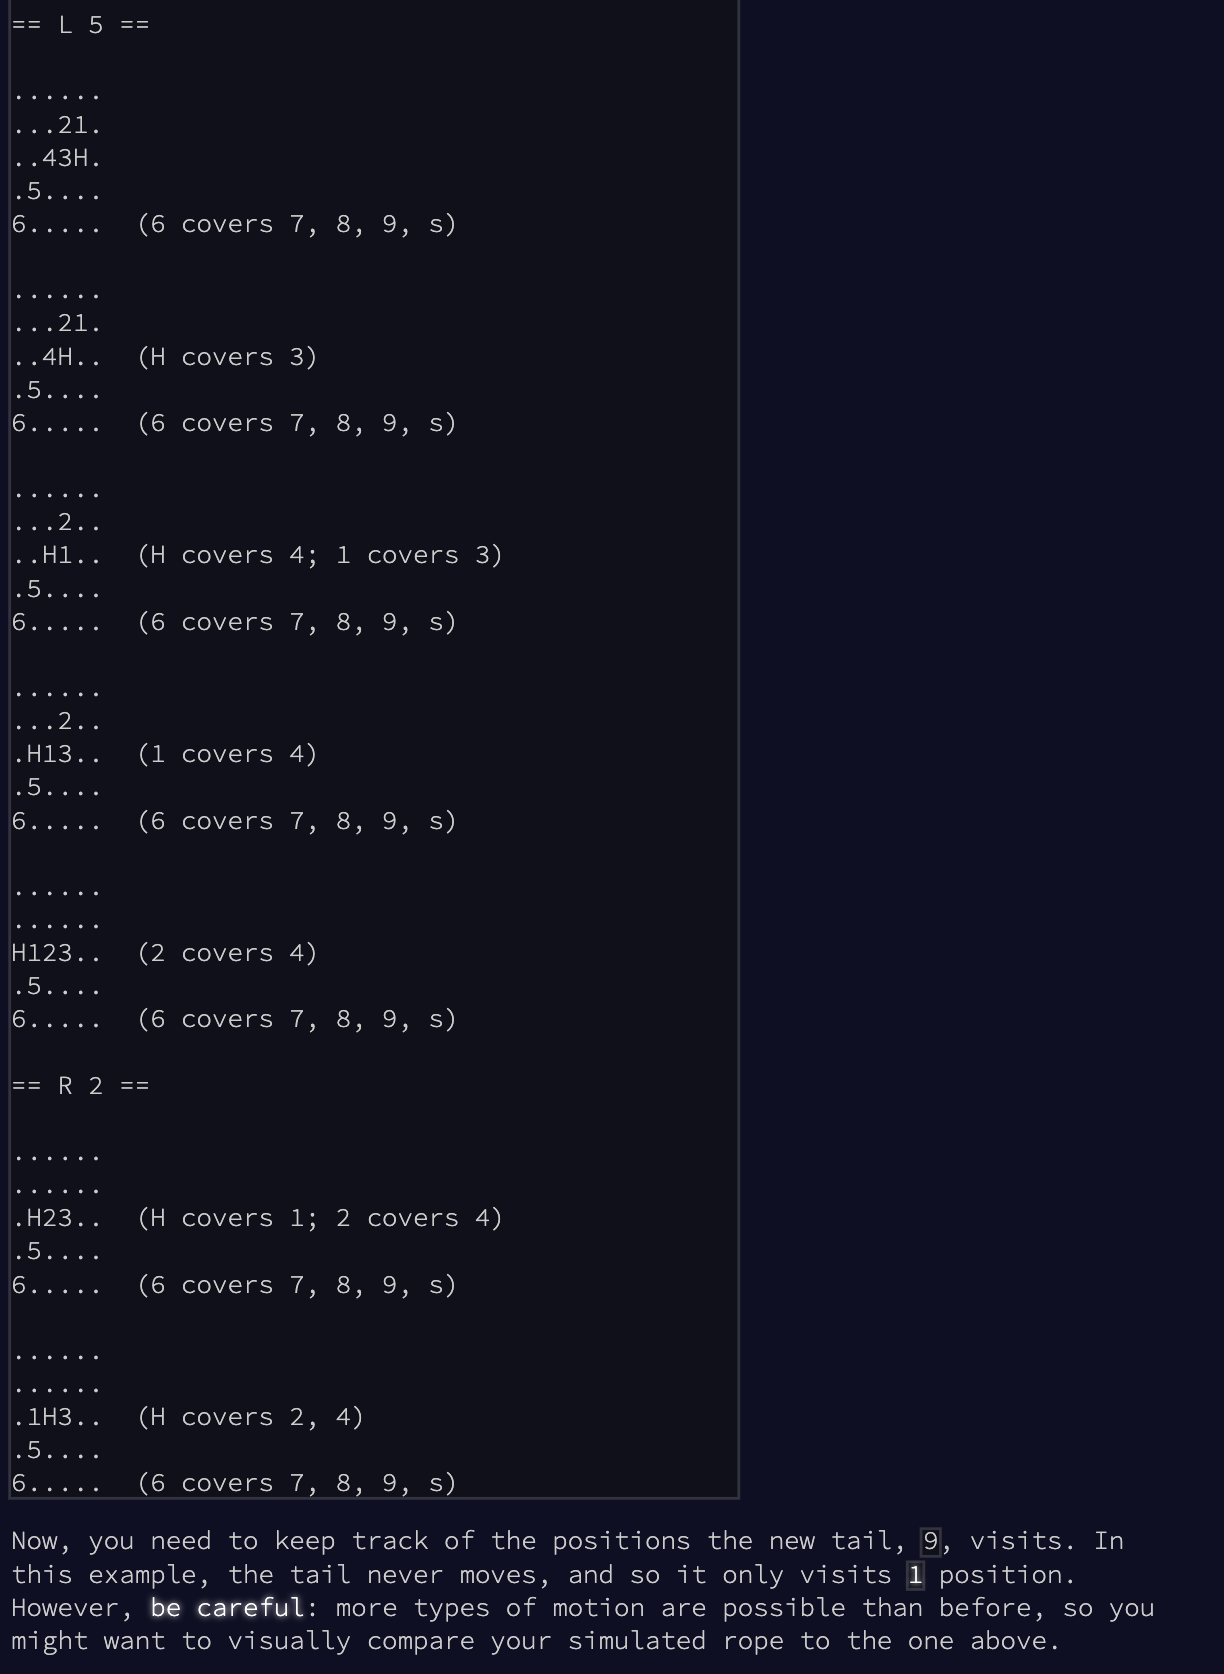 == L 5 ==
......
...21.
..43H.
.5....
6.....  (6 covers 7, 8, 9, s)
......
...21.
..4H..  (H covers 3)
.5....
6.....  (6 covers 7, 8, 9, s)
......
...2..
..H1..  (H covers 4; 1 covers 3)
.5....
6.....  (6 covers 7, 8, 9, s)
......
...2..
.H13..  (1 covers 4)
.5....
6.....  (6 covers 7, 8, 9, s)
......
......
H123..  (2 covers 4)
.5....
6.....  (6 covers 7, 8, 9, s)
== R 2 ==
......
......
.H23..  (H covers 1; 2 covers 4)
.5....
6.....  (6 covers 7, 8, 9, s)
......
......
.1H3..  (H covers 2, 4)
.5....
6.....  (6 covers 7, 8, 9, s)
Now, you need to keep track of the positions the new tail, 9, visits. In
this example, the tail never moves, and so it only visits 1 position.
However, be careful: more types of motion are possible than before, so you
might want to visually compare your simulated rope to the one above.